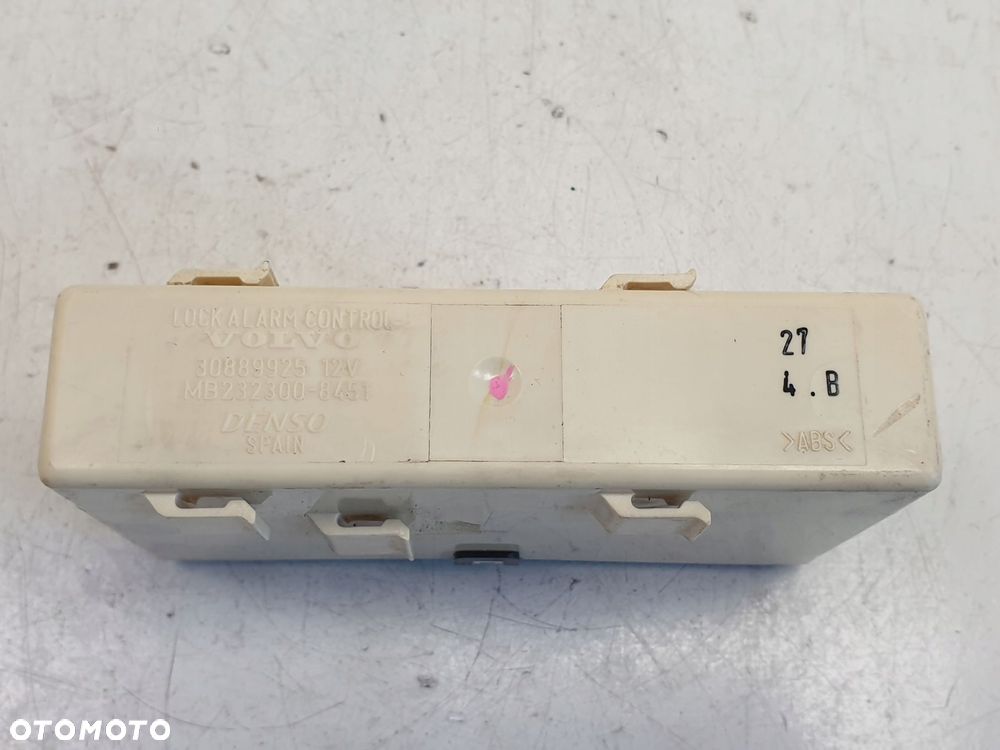 LOCK ALARM CONTROL
VOLVO
30889925 12V
MB232300-8451
DENSO
SPAIN
27
4.B
>ABS<
OTOMOTO